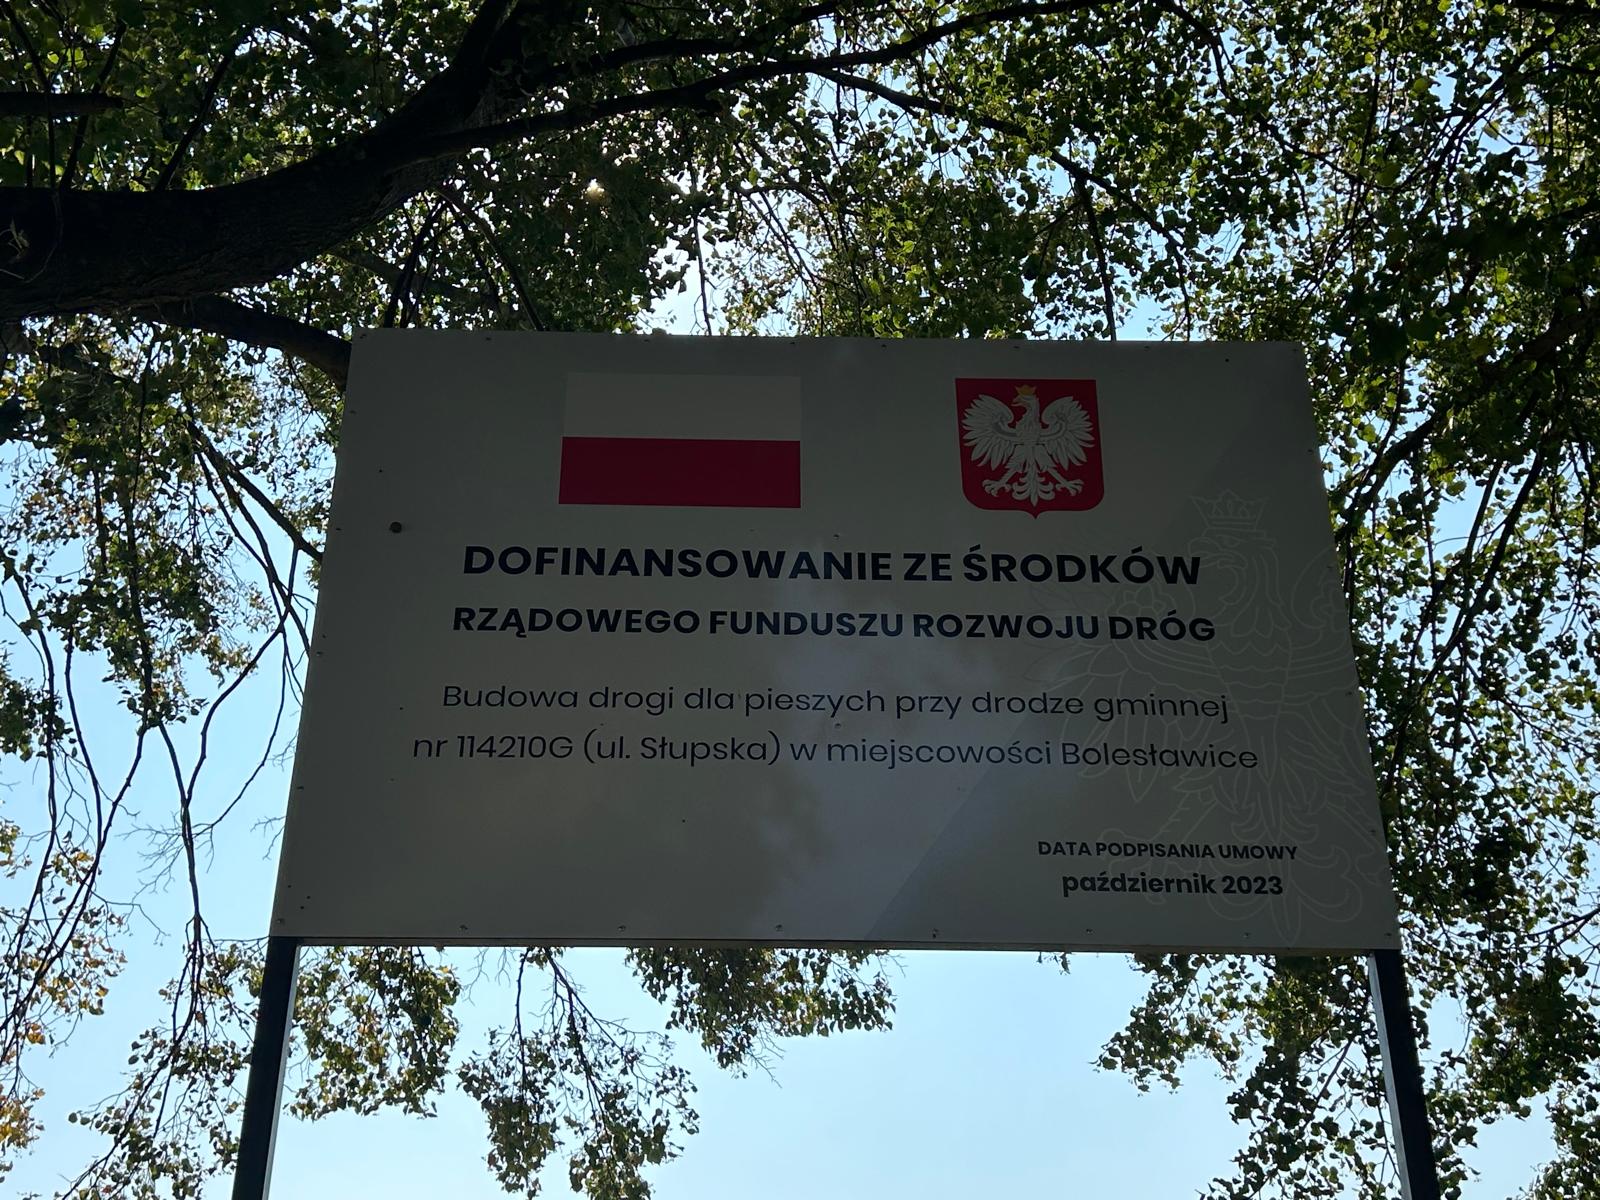 DOFINANSOWANIE ZE ŚRODKÓW
RZĄDOWEGO FUNDUSZU ROZWOJU DRÓG
Budowa drogi dla pieszych przy drodze gminnej
nr 114210G (ul. Słupska) w miejscowości Bolesławice
DATA PODPISANIA UMOWY
październik 2023